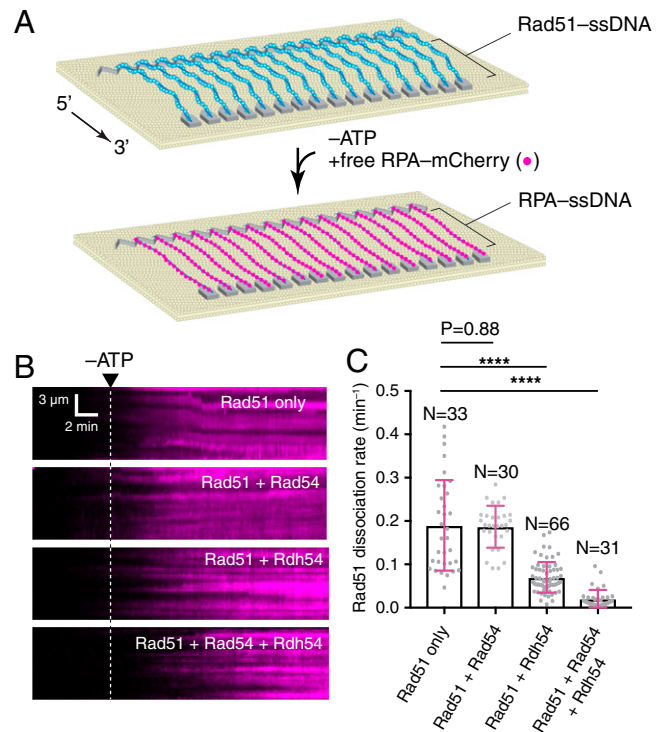 A
Rad51–ssDNA
5'
3'
–ATP
+free RPA–mCherry (●)
RPA–ssDNA
B
–ATP
3 µm
2 min
Rad51 only
Rad51 + Rad54
Rad51 + Rdh54
Rad51 + Rad54 + Rdh54
C
P=0.88
****
****
Rad51 dissociation rate (min⁻¹)
0.5
0.4
0.3
0.2
0.1
0.0
N=33
N=30
N=66
N=31
Rad51 only
Rad51 + Rad54
Rad51 + Rdh54
Rad51 + Rad54
+ Rdh54